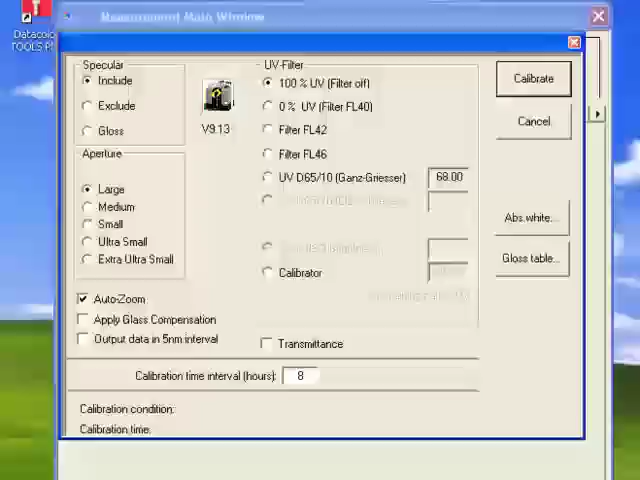 Measurement Main Window
Datacolor
TOOLS
Specular
Include
Exclude
Gloss
V9.13
Aperture
Large
Medium
Small
Ultra Small
Extra Ultra Small
Auto-Zoom
Apply Glass Compensation
Output data in 5nm interval
UV-Filter
100 % UV (Filter off)
0 % UV (Filter FL40)
Filter FL42
Filter FL46
UV D65/10 (Ganz-Griesser)
68.00
Calibrator
Transmittance
Calibrate
Cancel
Abs.white...
Gloss table...
Calibration time interval (hours):
8
Calibration condition:
Calibration time: